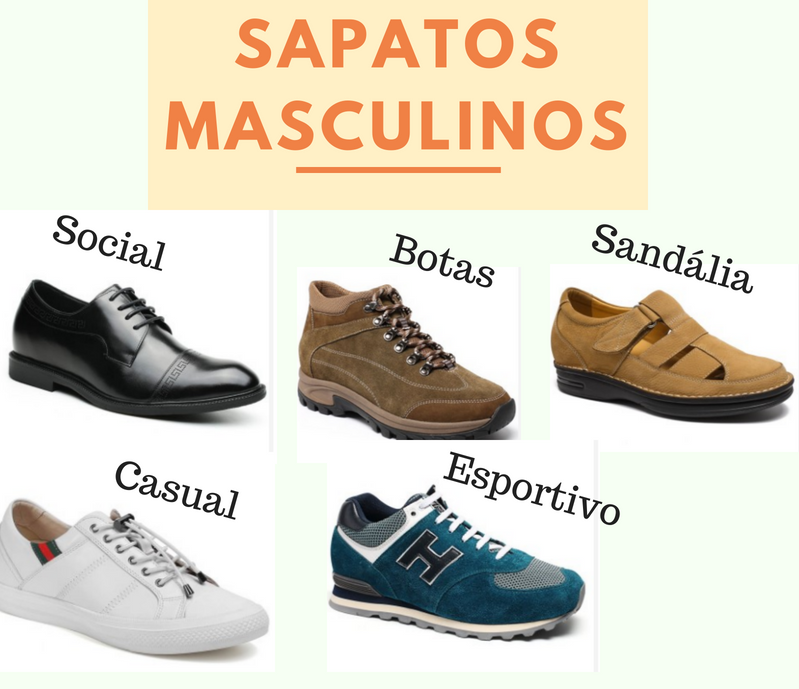 SAPATOS
MASCULINOS
Social
Botas
Sandália
Casual
Esportivo
H